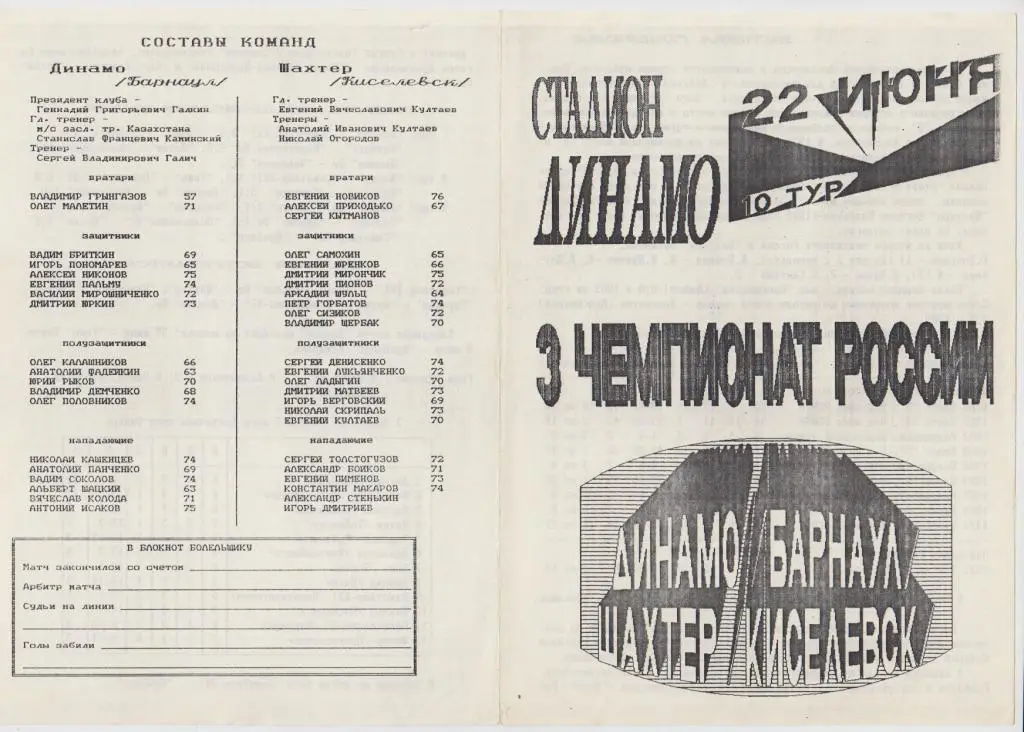 СОСТАВЫ КОМАНД
Динамо
/Барнаул/
Президент клуба -
Геннадий Григорьевич Галкин
Гл. тренер -
м/с засл. тр. Казахстана
Станислав Францевич Каминский
Тренер -
Сергей Владимирович Галич
вратари
ВЛАДИМИР ГРЫНГАЗОВ 57
ОЛЕГ МАЛЕТИН 71
защитники
ВАДИМ БРИТКИН 69
ИГОРЬ ПОНОМАРЕВ 65
АЛЕКСЕЙ НИКОНОВ 75
ЕВГЕНИЙ ПАЛЬМУ 74
ВАСИЛИЙ МИРОШНИЧЕНКО 72
ДМИТРИЙ ЮРКИН 73
полузащитники
ОЛЕГ КАЛАШНИКОВ 66
АНАТОЛИЙ ФАДЕЙКИН 63
ЮРИЙ РЫКОВ 70
ВЛАДИМИР ДЕМЧЕНКО 68
ОЛЕГ ПОЛОВНИКОВ 74
нападающие
НИКОЛАЙ КАШЕНЦЕВ 74
АНАТОЛИЙ ПАНЧЕНКО 69
ВАДИМ СОКОЛОВ 74
АЛЬБЕРТ ШАЦКИЙ 63
ВЯЧЕСЛАВ КОЛОДА 71
АНТОНИЙ ИСАКОВ 75
Шахтер
/Киселевск/
Гл. тренер -
Евгений Вячеславович Култаев
Тренеры -
Анатолий Иванович Култаев
Николай Огородов
вратари
ЕВГЕНИЙ НОВИКОВ 76
АЛЕКСЕЙ ПРИХОДЬКО 67
СЕРГЕЙ КЫТМАНОВ
защитники
ОЛЕГ САМОХИН 65
ЕВГЕНИЙ ЯРЕНКОВ 66
ДМИТРИЙ МИРОНЧИК 75
ДМИТРИЙ ПИОНОВ 72
АРКАДИЙ ШУЛЬЦ 64
ПЕТР ГОРБАТОВ 74
ОЛЕГ СИЗИКОВ 72
ВЛАДИМИР ЩЕРБАК 70
полузащитники
СЕРГЕЙ ДЕНИСЕНКО 74
ЕВГЕНИЙ ЛУКЬЯНЧЕНКО 72
ОЛЕГ ЛАДЫГИН 70
ДМИТРИЙ МАТВЕЕВ 73
ИГОРЬ ВЕРГОВСКИЙ 69
НИКОЛАЙ СКРИПАЛЬ 73
ЕВГЕНИЙ КУЛТАЕВ 70
нападающие
СЕРГЕЙ ТОЛСТОГУЗОВ 72
АЛЕКСАНДР БОЙКОВ 71
ЕВГЕНИЙ ПИМЕНОВ 73
КОНСТАНТИН МАКАРОВ 74
АЛЕКСАНДР СТЕНЬКИН
ИГОРЬ ДМИТРИЕВ
В БЛОКНОТ БОЛЕЛЬЩИКУ
Матч закончился со счетом
Арбитр матча
Судьи на линии
Голы забили
СТАДИОН
ДИНАМО
22 ИЮНЯ
10 ТУР
3 ЧЕМПИОНАТ РОССИИ
ДИНАМО / БАРНАУЛ /
ШАХТЕР / КИСЕЛЕВСК /